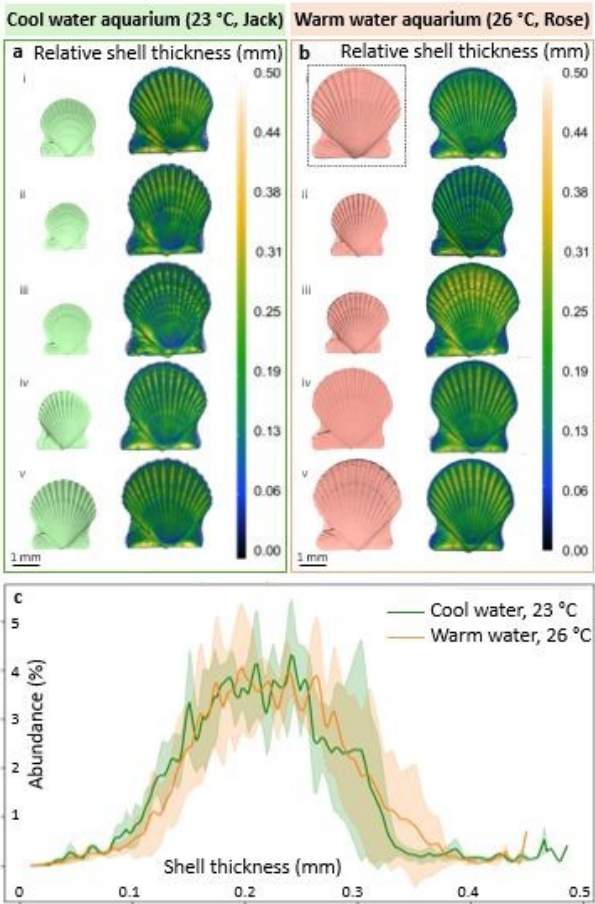 Cool water aquarium (23 °C, Jack)
Warm water aquarium (26 °C, Rose)
a Relative shell thickness (mm)
i
ii
iii
iv
v
0.50
0.44
0.38
0.31
0.25
0.19
0.13
0.06
0.00
1 mm
b Relative shell thickness (mm)
i
ii
iii
iv
v
0.50
0.44
0.38
0.31
0.25
0.19
0.13
0.06
0.00
1 mm
c
Cool water, 23 °C
Warm water, 26 °C
Abundance (%)
5
4
3
2
1
Shell thickness (mm)
0
0.1
0.2
0.3
0.4
0.5